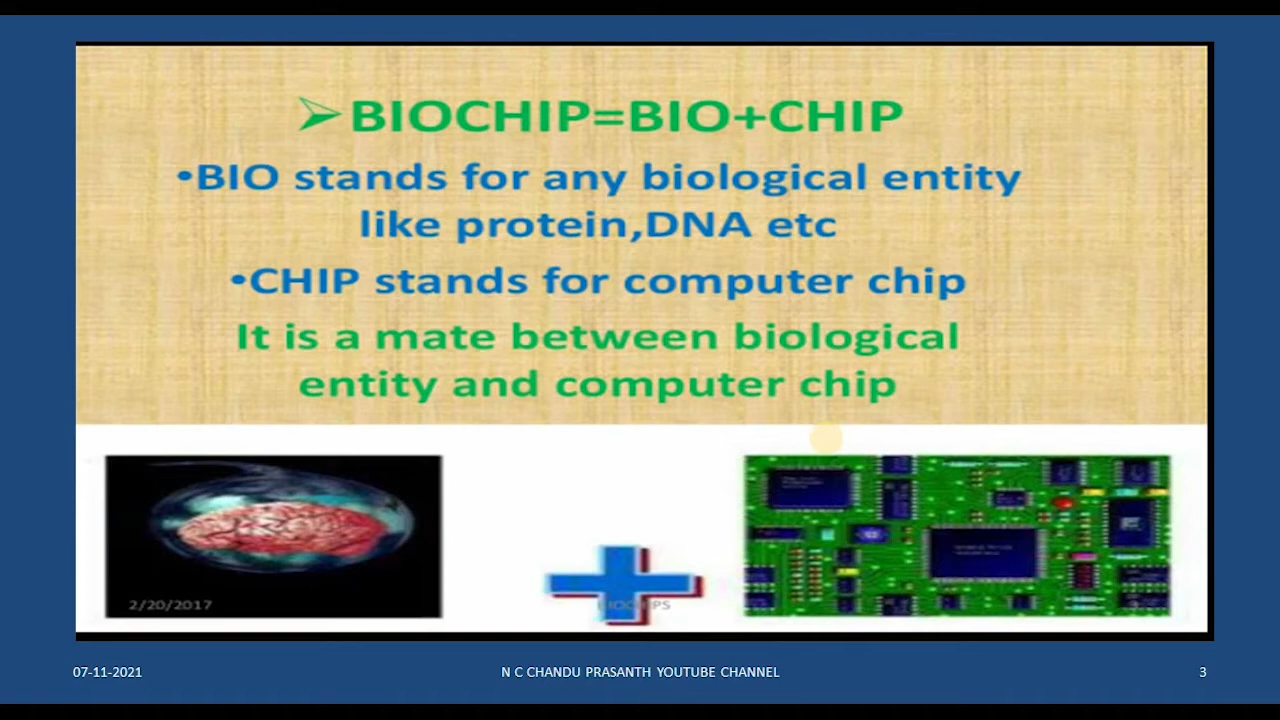 ➢BIOCHIP=BIO+CHIP
•BIO stands for any biological entity
like protein,DNA etc
•CHIP stands for computer chip
It is a mate between biological
entity and computer chip
2/20/2017
BIOCHIPS
07-11-2021
N C CHANDU PRASANTH YOUTUBE CHANNEL
3